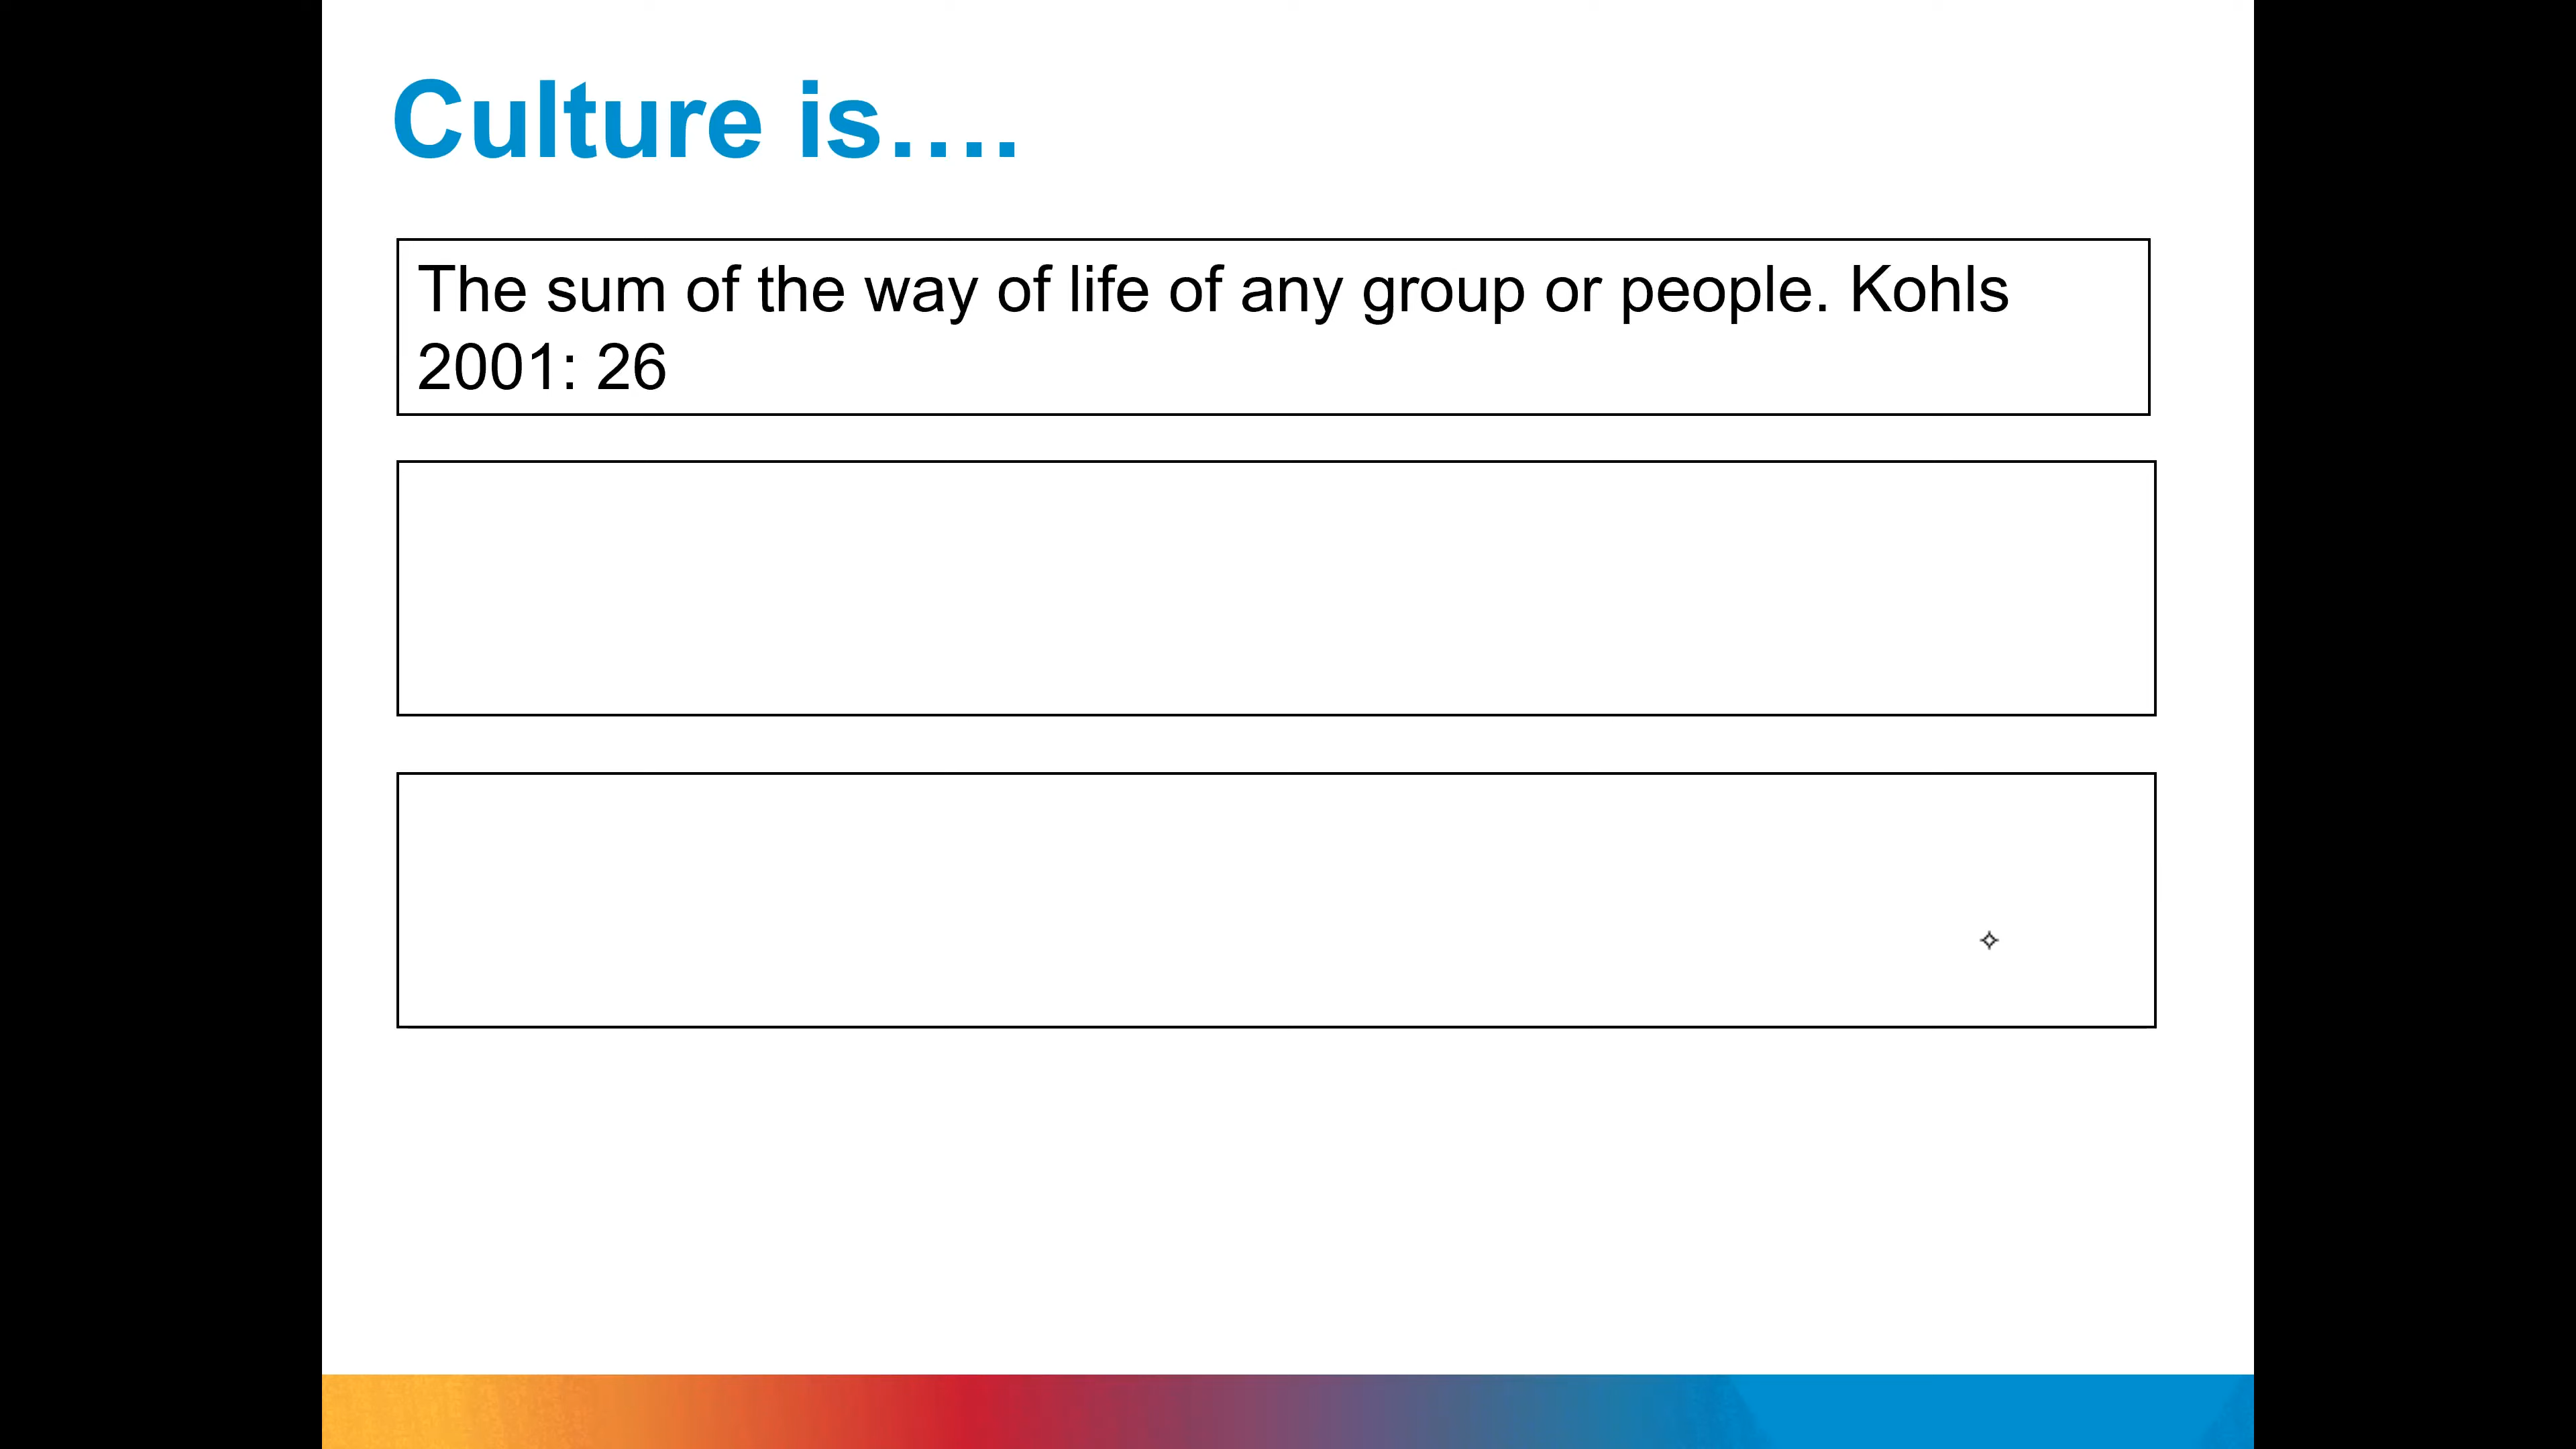 Culture is....
The sum of the way of life of any group or people. Kohls
2001: 26